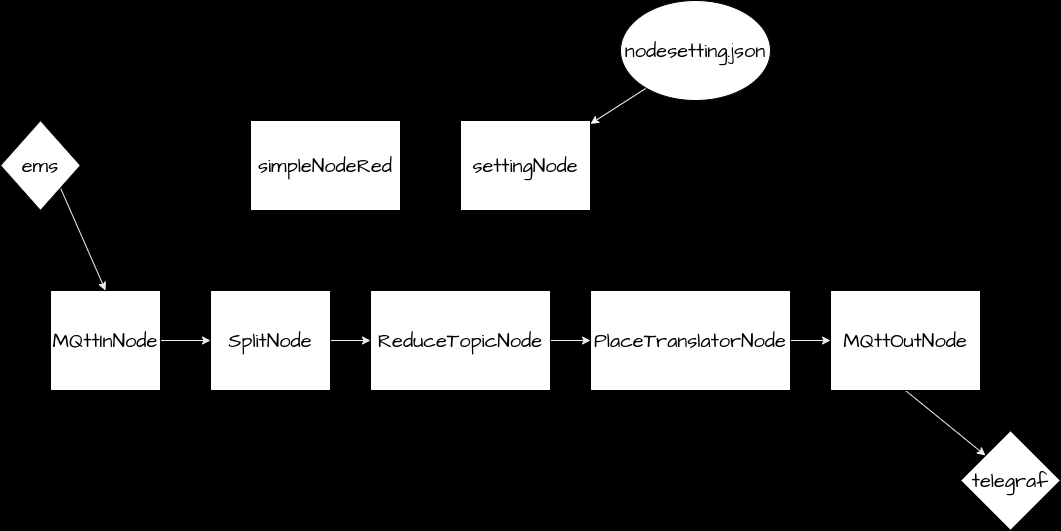 nodesetting.json
ems
simpleNodeRed
settingNode
MQttInNode
SplitNode
ReduceTopicNode
PlaceTranslatorNode
MQttOutNode
telegraf